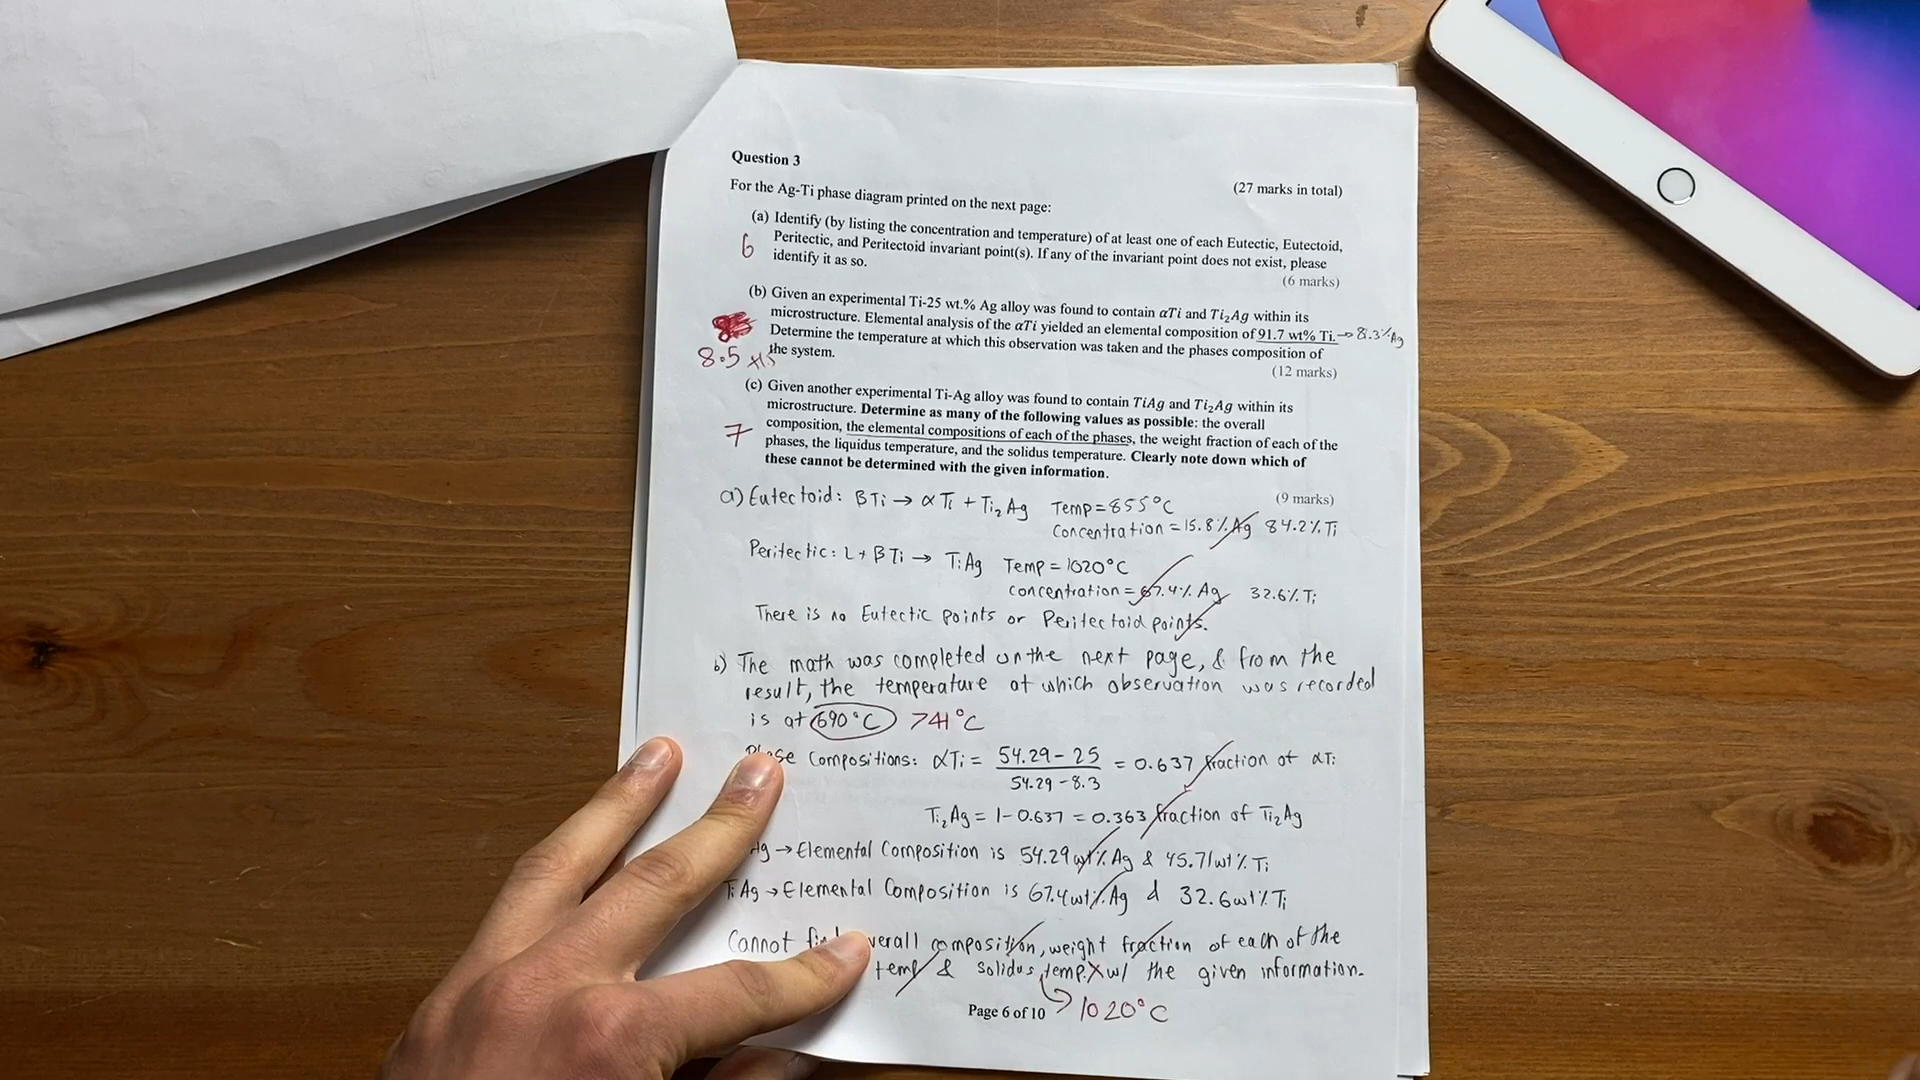 Question 3
(27 marks in total)
For the Ag-Ti phase diagram printed on the next page:
(a) Identify (by listing the concentration and temperature) of at least one of each Eutectic, Eutectoid,
Peritectic, and Peritectoid invariant point(s). If any of the invariant point does not exist, please
identify it as so.
6
(6 marks)
(b) Given an experimental Ti-25 wt.% Ag alloy was found to contain αTi and Ti₂Ag within its
microstructure. Elemental analysis of the αTi yielded an elemental composition of 91.7 wt% Ti. → 8.3% Ag
Determine the temperature at which this observation was taken and the phases composition of
the system.
8.5
(12 marks)
(c) Given another experimental Ti-Ag alloy was found to contain TiAg and Ti₂Ag within its
microstructure. Determine as many of the following values as possible: the overall
composition, the elemental compositions of each of the phases, the weight fraction of each of the
phases, the liquidus temperature, and the solidus temperature. Clearly note down which of
these cannot be determined with the given information.
7
(9 marks)
a) Eutectoid: βTi → αTi + Ti₂Ag Temp = 855°C
Concentration = 15.8% Ag 84.2% Ti
Peritectic: L + βTi → TiAg Temp = 1020°C
concentration = 67.4% Ag 32.6% Ti
There is no Eutectic points or Peritectoid points.
b) The math was completed on the next page, & from the
result, the temperature at which observation was recorded
is at 690°C 741°C
Phase Compositions: αTi = 54.29 - 25 / 54.29 - 8.3 = 0.637 fraction of αTi
Ti₂Ag = 1 - 0.637 = 0.363 fraction of Ti₂Ag
Ag → Elemental Composition is 54.29 wt% Ag & 45.71 wt% Ti
TiAg → Elemental Composition is 67.4 wt% Ag & 32.6 wt% Ti
Cannot find overall composition, weight fraction of each of the
temp & solidus temp. X w/ the given information.
Page 6 of 10
1020°C